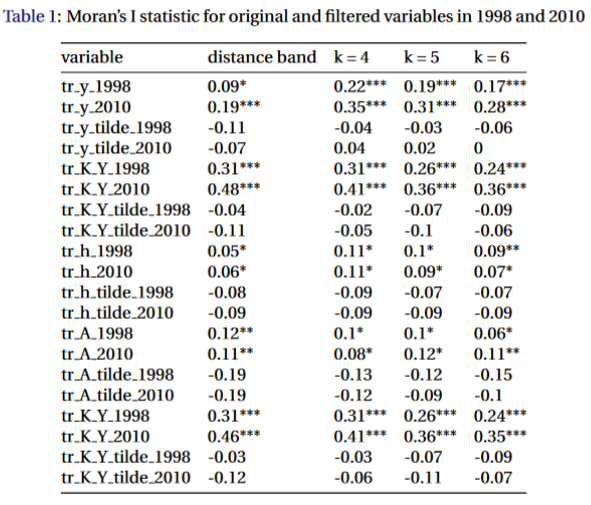 Table 1: Moran's I statistic for original and filtered variables in 1998 and 2010
variable distance band k = 4 k = 5 k = 6
tr_y_1998 0.09* 0.22*** 0.19*** 0.17***
tr_y_2010 0.19*** 0.35*** 0.31*** 0.28***
tr_y_tilde_1998 -0.11 -0.04 -0.03 -0.06
tr_y_tilde_2010 -0.07 0.04 0.02 0
tr_K_Y_1998 0.31*** 0.31*** 0.26*** 0.24***
tr_K_Y_2010 0.48*** 0.41*** 0.36*** 0.36***
tr_K_Y_tilde_1998 -0.04 -0.02 -0.07 -0.09
tr_K_Y_tilde_2010 -0.11 -0.05 -0.1 -0.06
tr_h_1998 0.05* 0.11* 0.1* 0.09**
tr_h_2010 0.06* 0.11* 0.09* 0.07*
tr_h_tilde_1998 -0.08 -0.09 -0.07 -0.07
tr_h_tilde_2010 -0.09 -0.09 -0.09 -0.09
tr_A_1998 0.12** 0.1* 0.1* 0.06*
tr_A_2010 0.11** 0.08* 0.12* 0.11**
tr_A_tilde_1998 -0.19 -0.13 -0.12 -0.15
tr_A_tilde_2010 -0.19 -0.12 -0.09 -0.1
tr_K_Y_1998 0.31*** 0.31*** 0.26*** 0.24***
tr_K_Y_2010 0.46*** 0.41*** 0.36*** 0.35***
tr_K_Y_tilde_1998 -0.03 -0.03 -0.07 -0.09
tr_K_Y_tilde_2010 -0.12 -0.06 -0.11 -0.07